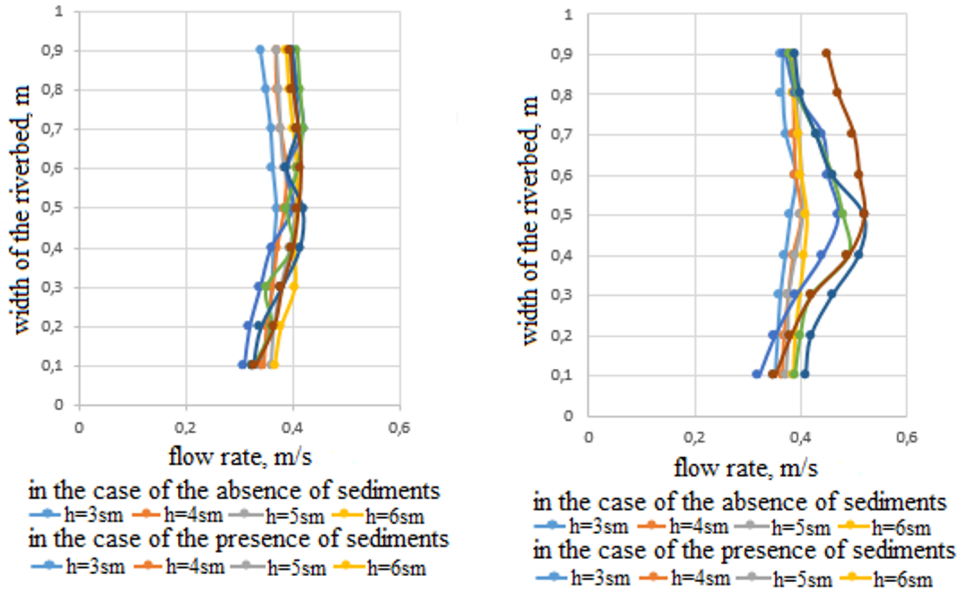 1
0,9
0,8
0,7
0,6
0,5
0,4
0,3
0,2
0,1
0
width of the riverbed, m
0
0,2
0,4
0,6
flow rate, m/s
in the case of the absence of sediments
h=3sm h=4sm h=5sm h=6sm
in the case of the presence of sediments
h=3sm h=4sm h=5sm h=6sm
1
0,9
0,8
0,7
0,6
0,5
0,4
0,3
0,2
0,1
0
width of the riverbed, m
0
0,2
0,4
0,6
flow rate, m/s
in the case of the absence of sediments
h=3sm h=4sm h=5sm h=6sm
in the case of the presence of sediments
h=3sm h=4sm h=5sm h=6sm